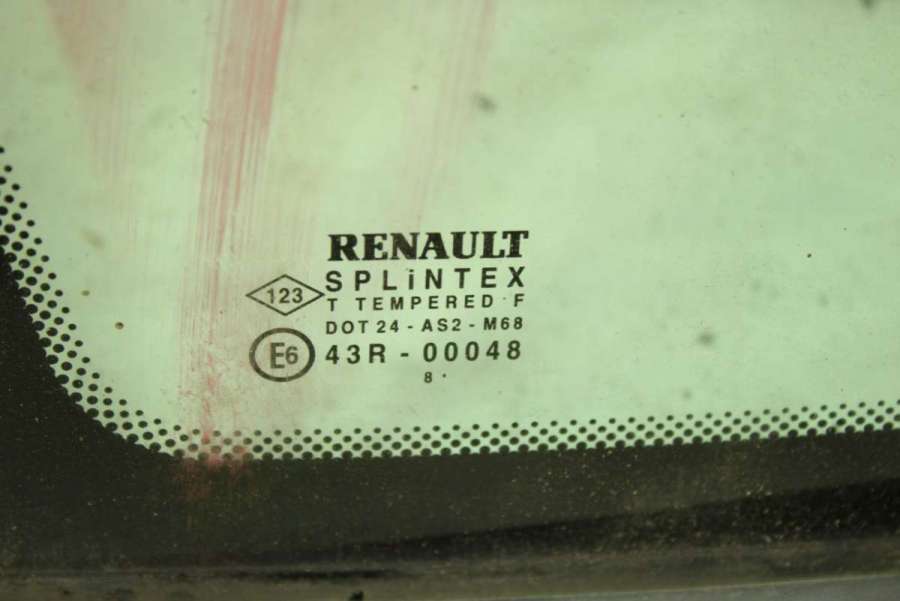 RENAULT
SPLiNTEX
123
T TEMPERED F
DOT 24 - AS2 - M68
E6 43R - 00048
8 .